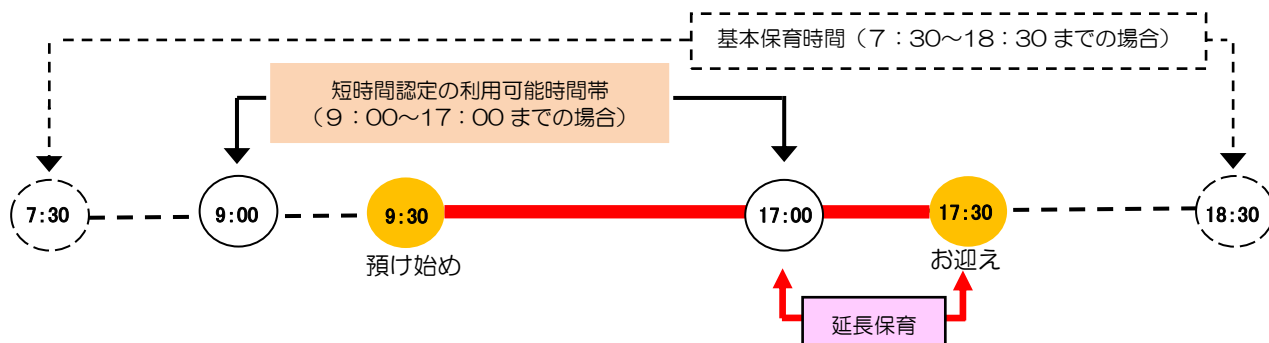 基本保育時間（７：３０～１８：３０ までの場合）
短時間認定の利用可能時間帯
（９：００～１７：００ までの場合）
7:30
9:00
9:30
17:00
17:30
18:30
預け始め
お迎え
延長保育